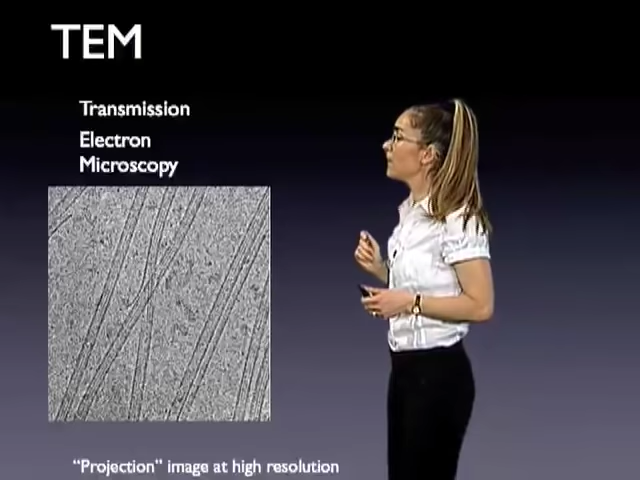 TEM
Transmission
Electron
Microscopy
"Projection" image at high resolution